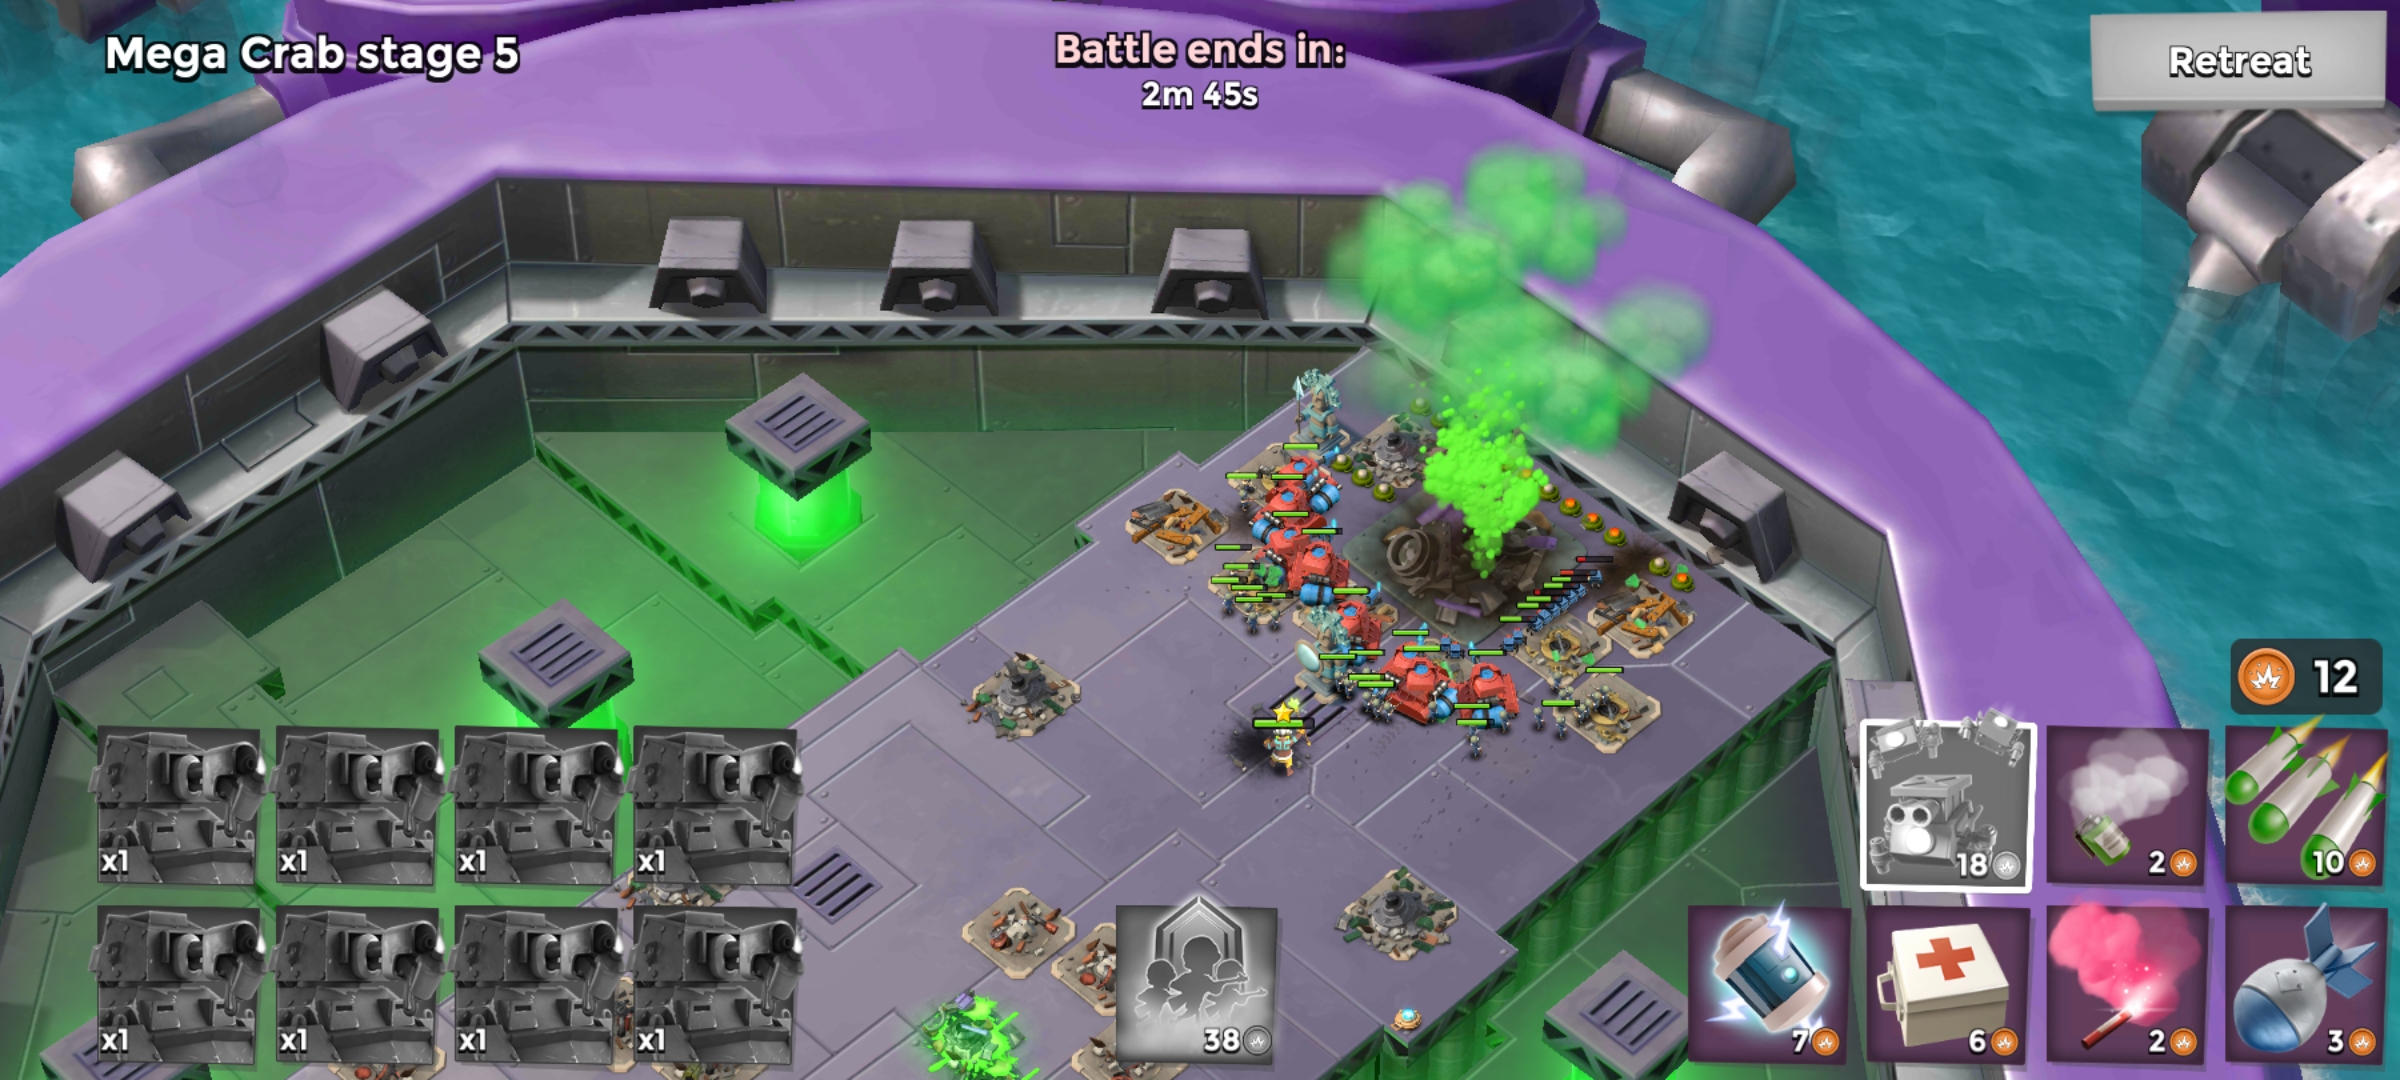 Mega Crab stage 5
Battle ends in:
2m 45s
Retreat
12
x1
x1
x1
x1
18
2
10
x1
x1
x1
x1
38
7
6
2
3